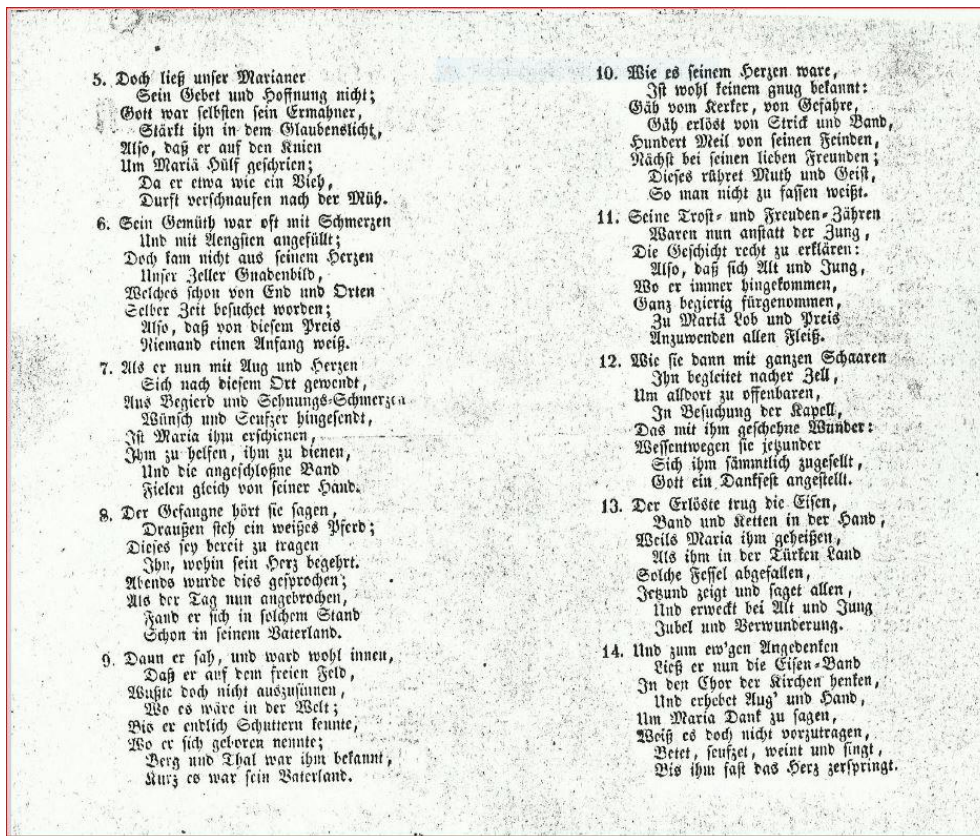 5. Doch ließ unser Marianer
Sein Gebet und Hoffnung nicht;
Gott war selbsten sein Ermahner,
Stärkt ihn in dem Glaubenslicht,
Also, daß er auf den Knien
Um Mariä Hülf geschrien;
Da er etwa wie ein Vieh,
Durft verschnaufen nach der Müh.
6. Sein Gemüth war oft mit Schmerzen
Und mit Aengsten angefüllt;
Doch kam nicht aus seinem Herzen
Unser Zeller Gnadenbild,
Welches schon von End und Orten
Selber Zeit besuchet worden;
Also, daß von diesem Preis
Niemand einen Anfang weiß.
7. Als er nun mit Aug und Herzen
Sich nach diesem Ort gewendt,
Aus Begierd und Sehnungs-Schmerzen
Wünsch und Seufzer hingesendt,
Ist Maria ihm erschienen,
Ihm zu helfen, ihm zu dienen,
Und die angeschloßne Band
Fielen gleich von seiner Hand.
8. Der Gefangne hört sie sagen,
Draußen steh ein weißes Pferd;
Dieses sey bereit zu tragen
Ihn, wohin sein Herz begehrt.
Abends wurde dies gesprochen;
Als der Tag nun angebrochen,
Fand er sich in solchem Stand
Schon in seinem Vaterland.
9. Dann er sah, und ward wohl innen,
Daß er auf dem freien Feld,
Wußte doch nicht auszusinnen,
Wo es wäre in der Welt;
Bis er endlich Schuttern kennte,
Wo er sich geboren nennte;
Berg und Thal war ihm bekannt,
Kurz es war sein Vaterland.
10. Wie es seinem Herzen ware,
Ist wohl keinem gnug bekannt:
Gäh vom Kerker, von Gefahre,
Gäh erlöst von Strick und Band,
Hundert Meil von seinen Feinden,
Nächst bei seinen lieben Freunden;
Dieses rühret Muth und Geist,
So man nicht zu fassen weißt.
11. Seine Trost- und Freuden-Zähren
Waren nun anstatt der Zung,
Die Geschicht recht zu erklären:
Also, daß sich Alt und Jung,
Wo er immer hingekommen,
Ganz begierig fürgenommen,
Zu Mariä Lob und Preis
Anzuwenden allen Fleiß.
12. Wie sie dann mit ganzen Schaaren
Ihn begleitet nacher Zell,
Um alldort zu offenbaren,
In Besuchung der Kapell,
Das mit ihm geschehne Wunder:
Wessentwegen sie jetzunder
Sich ihm sämmtlich zugesellt,
Gott ein Dankfest angestellt.
13. Der Erlöste trug die Eisen,
Band und Ketten in der Hand,
Weils Maria ihm geheißen,
Als ihm in der Türken Land
Solche Fessel abgefallen,
Jetzund zeigt und saget allen,
Und erweckt bei Alt und Jung
Jubel und Verwunderung.
14. Und zum ew'gen Angedenken
Ließ er nun die Eisen-Band
In den Chor der Kirchen henken,
Und erhebet Aug' und Hand,
Um Maria Dank zu sagen,
Weiß es doch nicht vorzutragen,
Betet, seufzet, weint und singt,
Bis ihm fast das Herz zerspringt.